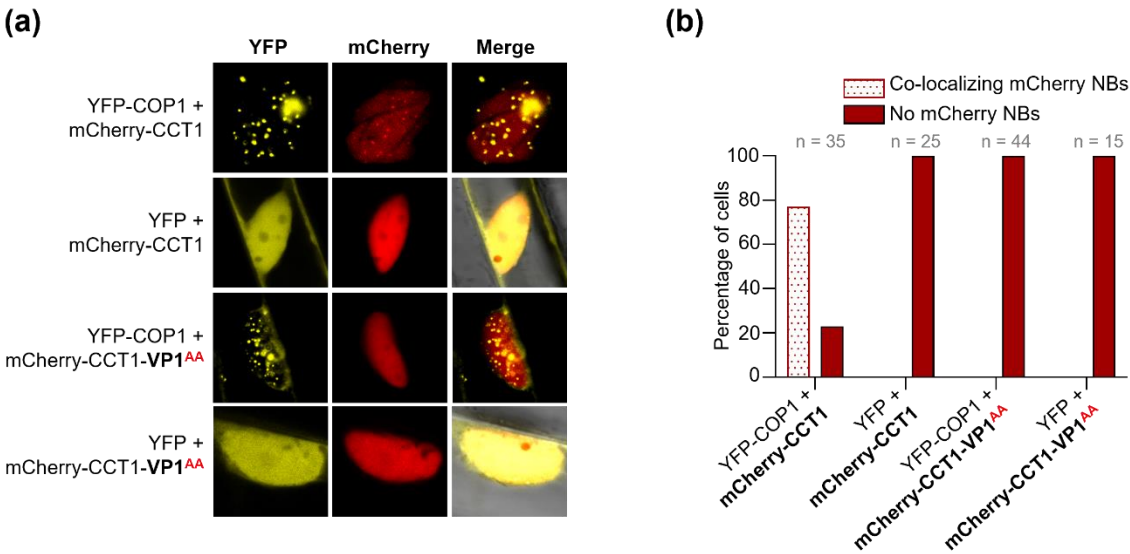 (a)
YFP
mCherry
Merge
YFP-COP1 +
mCherry-CCT1
YFP +
mCherry-CCT1
YFP-COP1 +
mCherry-CCT1-VP1AA
YFP +
mCherry-CCT1-VP1AA
(b)
Co-localizing mCherry NBs
No mCherry NBs
n = 35
n = 25
n = 44
n = 15
Percentage of cells
100
80
60
40
20
0
YFP-COP1 +
mCherry-CCT1
YFP +
mCherry-CCT1
YFP-COP1 +
mCherry-CCT1-VP1AA
YFP +
mCherry-CCT1-VP1AA